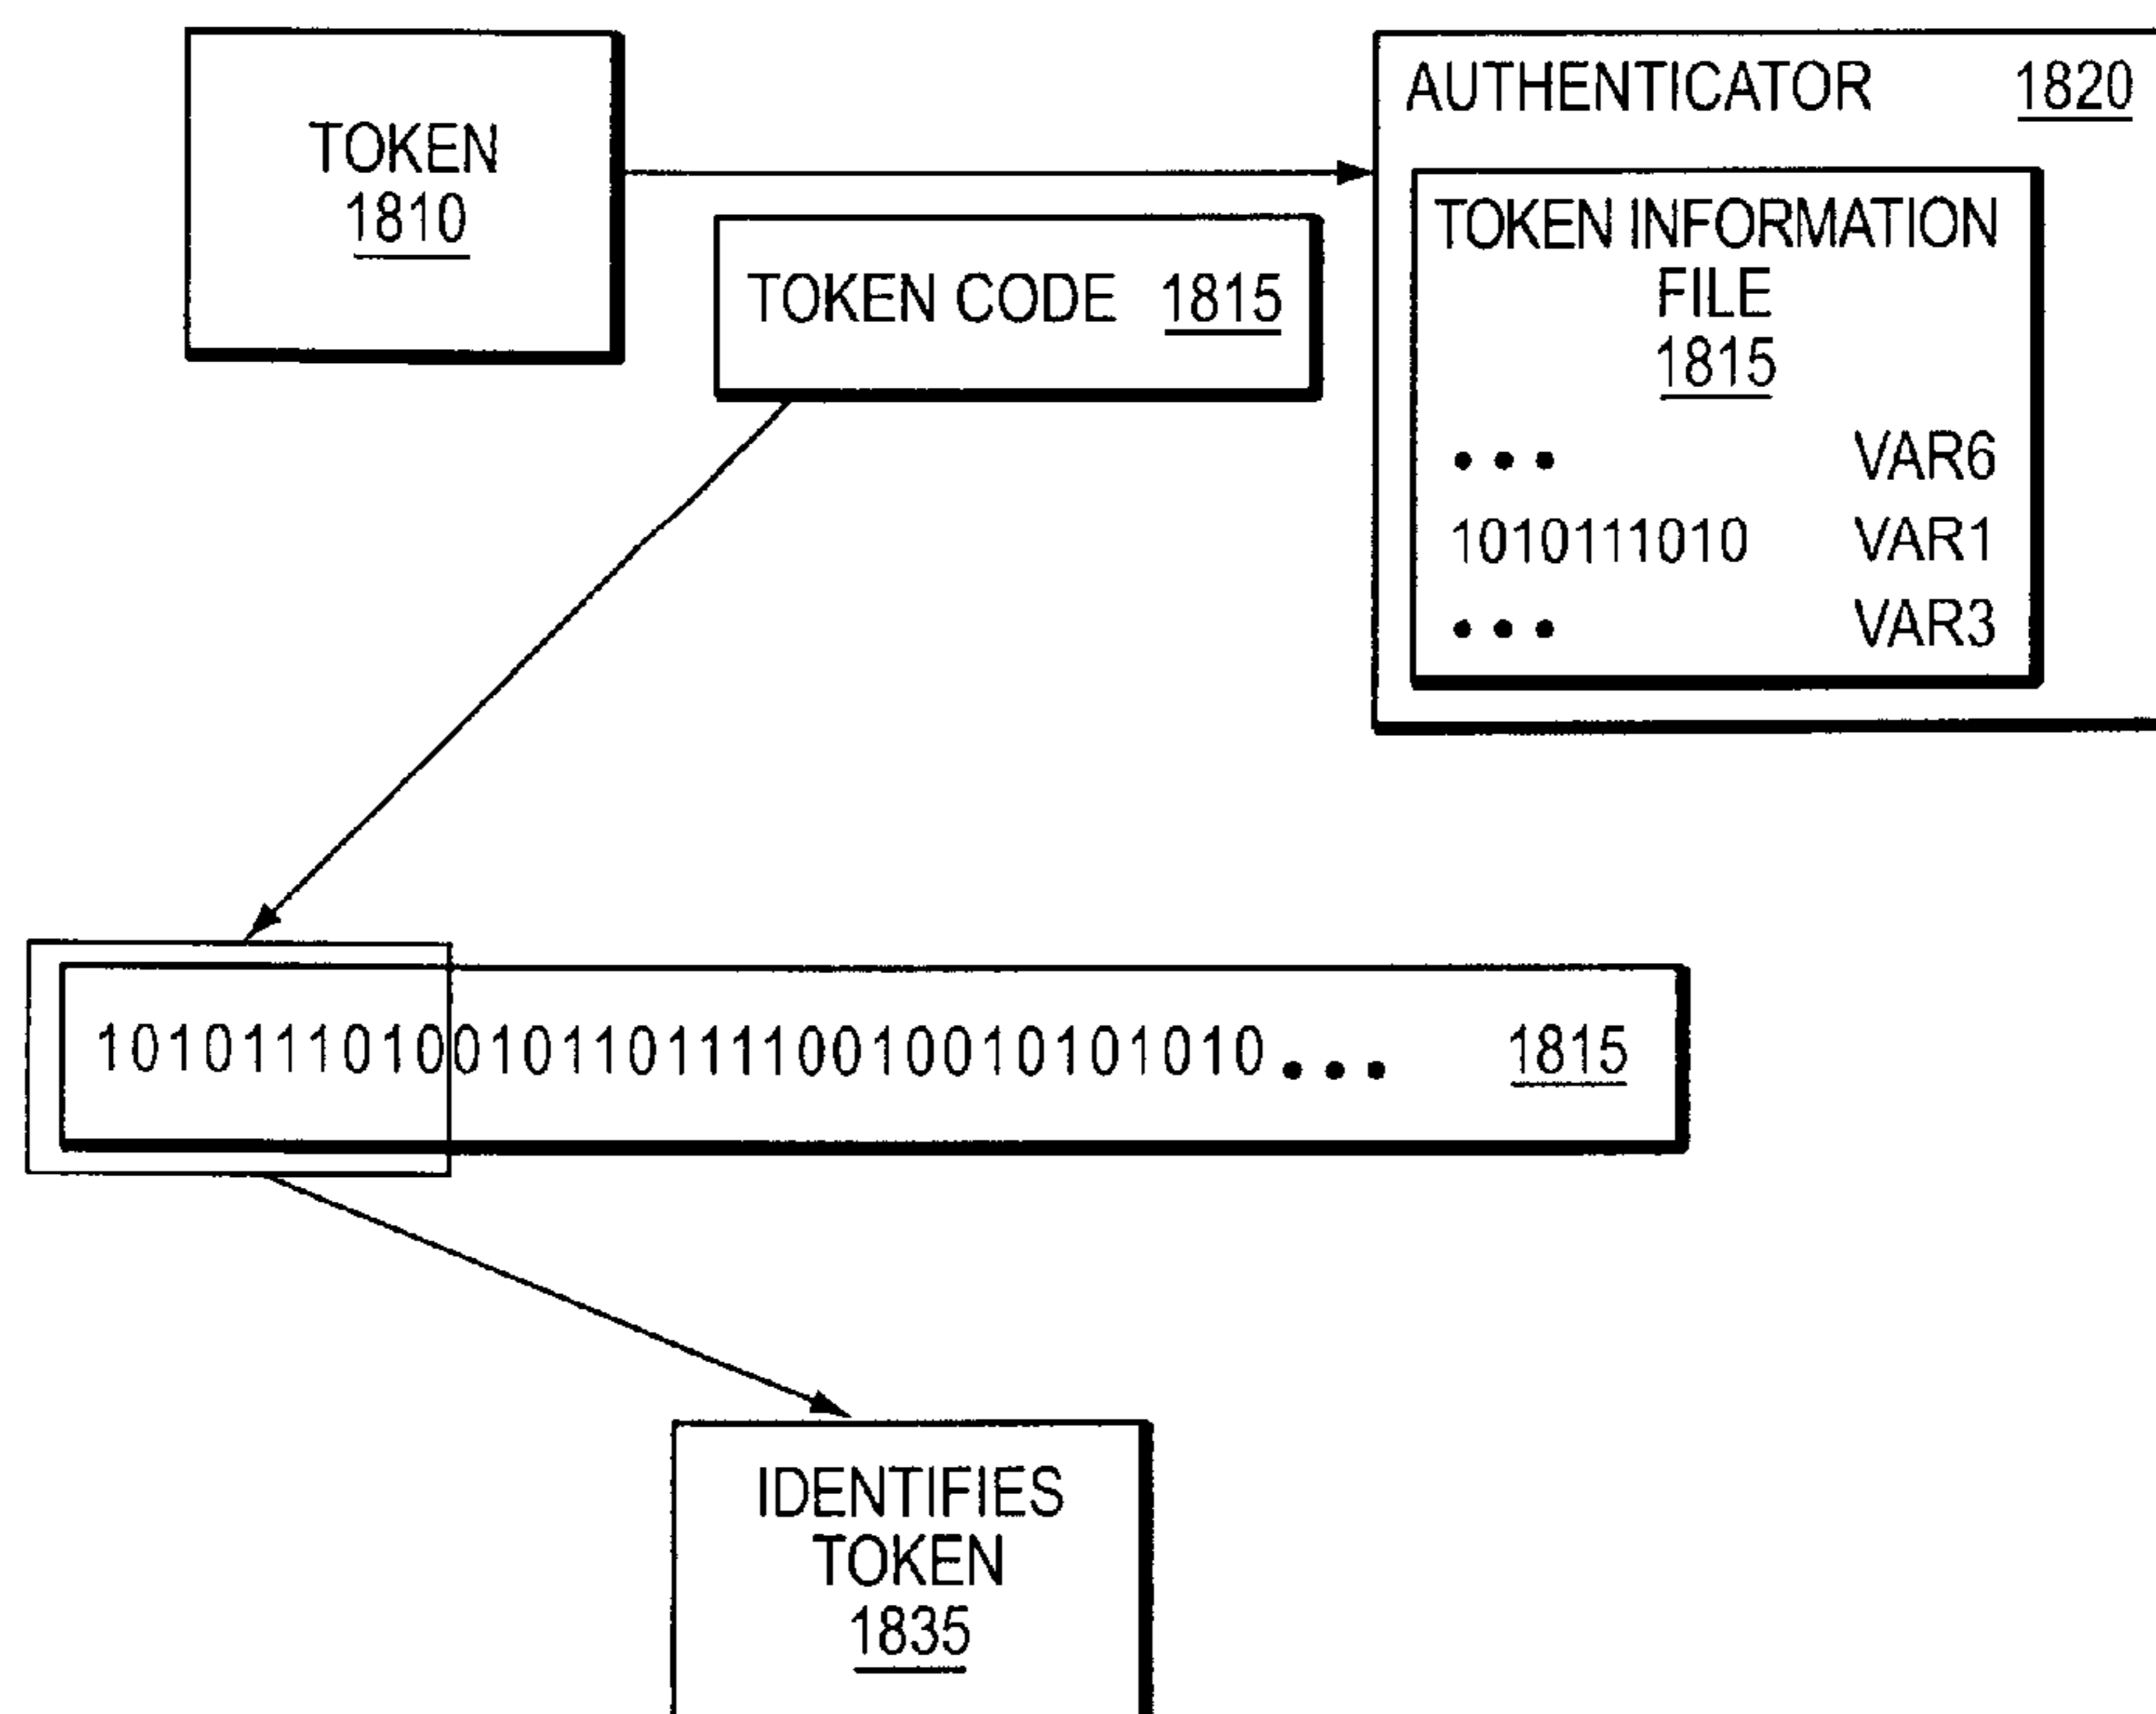 TOKEN
1810
TOKEN CODE 1815
AUTHENTICATOR 1820
TOKEN INFORMATION
FILE
1815
••• VAR6
1010111010 VAR1
••• VAR3
101011101001011011110010010101010... 1815
IDENTIFIES
TOKEN
1835